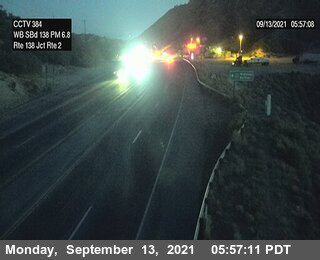 CCTV 384
WB SBd 138 PM 6.8
Rte 138 Jct Rte 2
09/13/2021 05:57:08
Monday, September 13, 2021 05:57:11 PDT